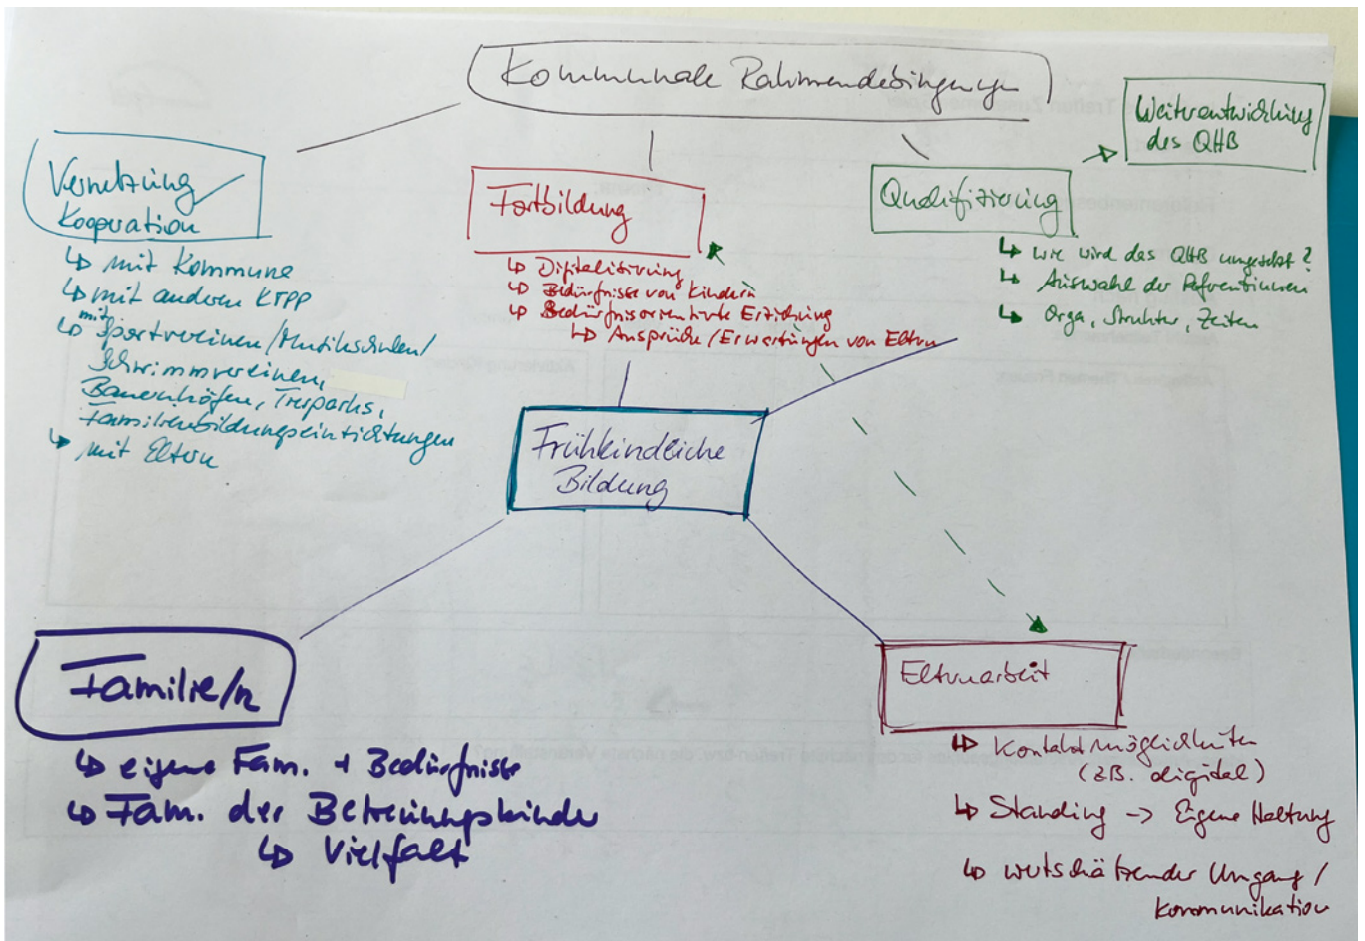 Kommunale Rahmenbedingungen
Weiterentwicklung
des QHB
Vernetzung
Kooperation
↳ mit Kommune
↳ mit anderen KTPP
↳ mit Sportvereinen/Musikschulen/
Schwimmvereinen,
Bauernhöfen, Tierparks,
Familienbildungseinrichtungen
↳ mit Eltern
Fortbildung
↳ Digitalisierung
↳ Bedürfnisse von Kindern
↳ Bedürfnisorientierte Erziehung
↳ Ansprüche/Erwartungen von Eltern
Qualifizierung
↳ wie wird das QHB umgesetzt?
↳ Auswahl der Referentinnen
↳ Orga, Struktur, Zeiten
Frühkindliche
Bildung
Familie/n
↳ eigene Fam. + Bedürfnisse
↳ Fam. der Betreuungskinder
↳ Vielfalt
Elternarbeit
↳ Kontaktmöglichkeiten
(zB. digital)
↳ Standing -> Eigene Haltung
↳ wertschätzender Umgang/
Kommunikation